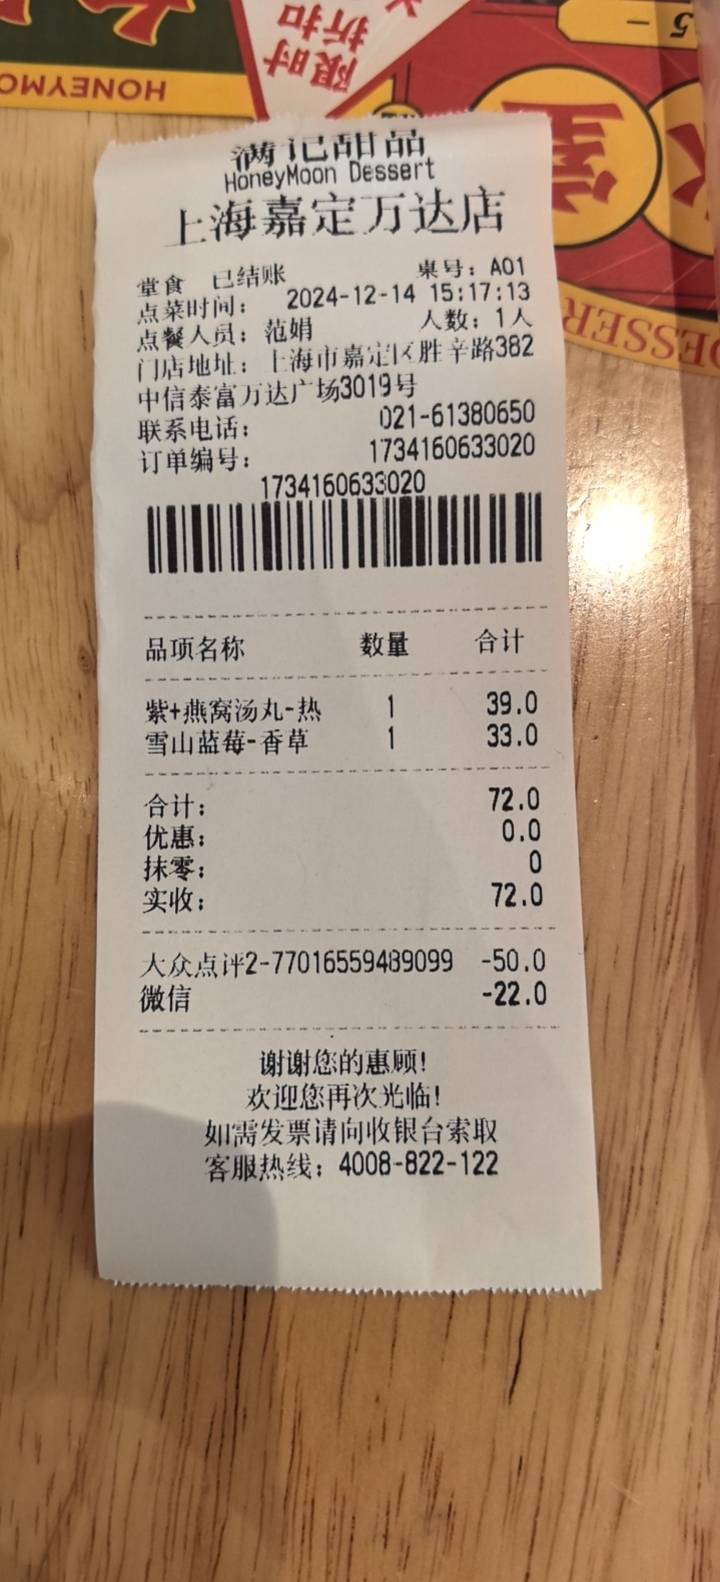 限时
折扣
HONEYMO
5
DESSER
满记甜品
HoneyMoon Dessert
上海嘉定万达店
堂食 已结账 桌号: A01
点菜时间: 2024-12-14 15:17:13
点餐人员: 范娟 人数: 1人
门店地址: 上海市嘉定区胜辛路382
中信泰富万达广场3019号
联系电话: 021-61380650
订单编号: 1734160633020
1734160633020
品项名称 数量 合计
紫+燕窝汤丸-热 1 39.0
雪山蓝莓-香草 1 33.0
合计: 72.0
优惠: 0.0
抹零: 0
实收: 72.0
大众点评2-77016559489099 -50.0
微信 -22.0
谢谢您的惠顾!
欢迎您再次光临!
如需发票请向收银台索取
客服热线: 4008-822-122